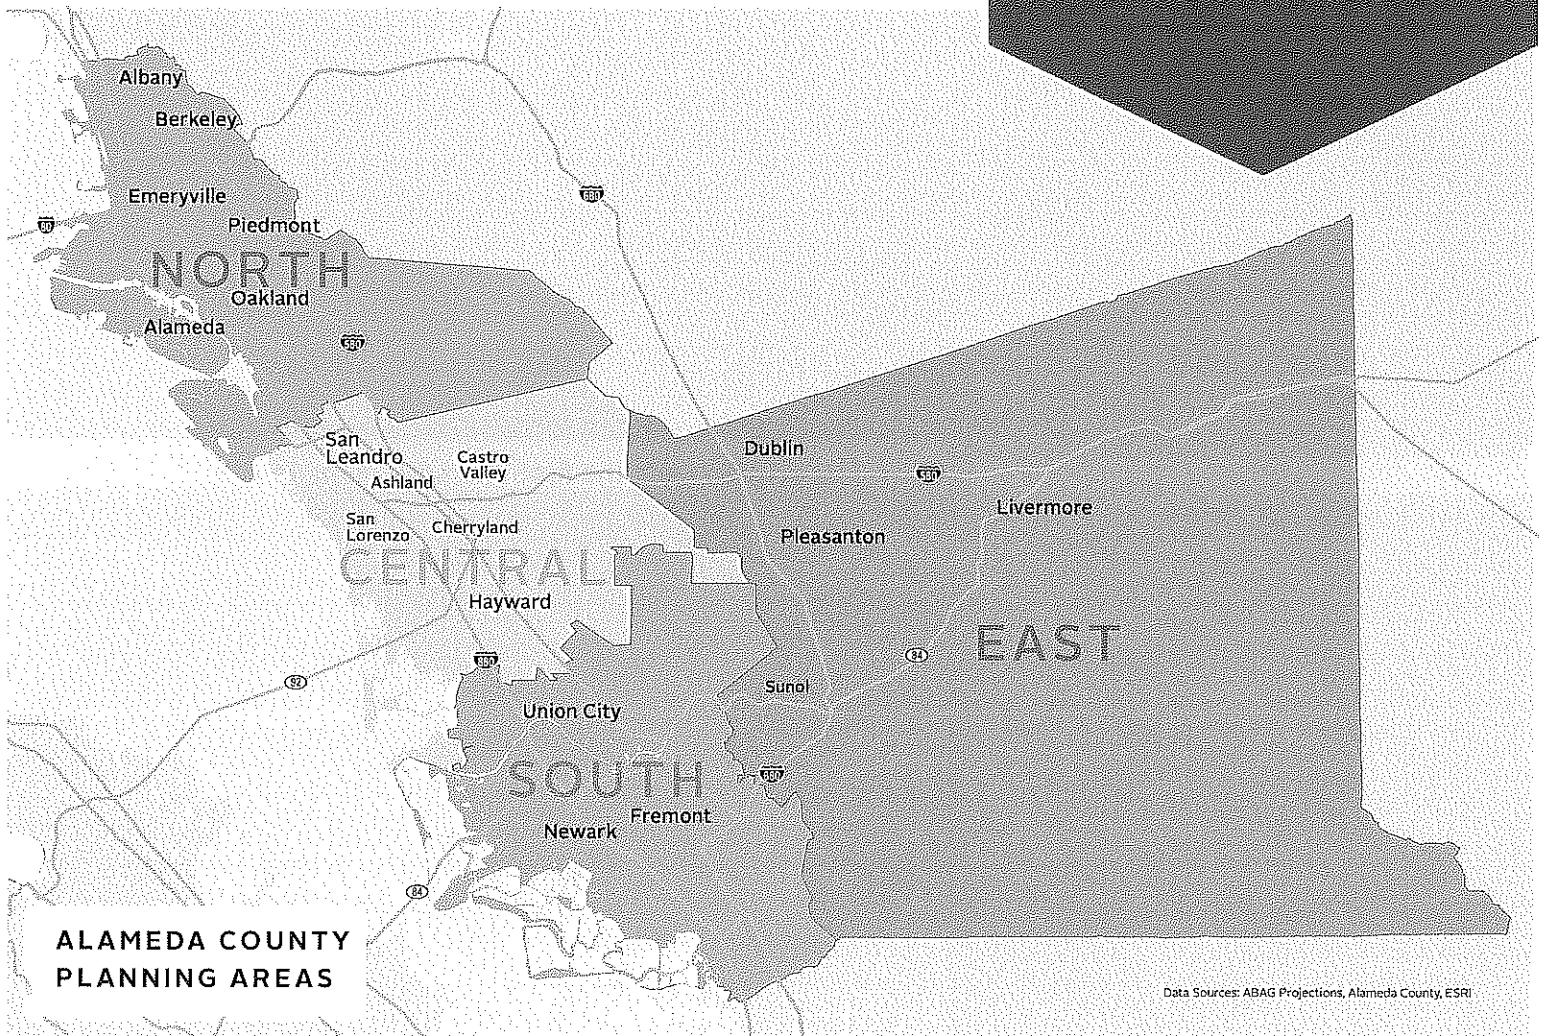 Albany
Berkeley
Emeryville
80
Piedmont
680
NORTH
Oakland
Alameda
580
San
Leandro
Castro
Valley
Ashland
San
Lorenzo
Cherryland
CENTRAL
Hayward
Dublin
580
Livermore
Pleasanton
EAST
84
Sunol
880
92
Union City
SOUTH
680
Fremont
Newark
84
ALAMEDA COUNTY
PLANNING AREAS
Data Sources: ABAG Projections, Alameda County, ESRI